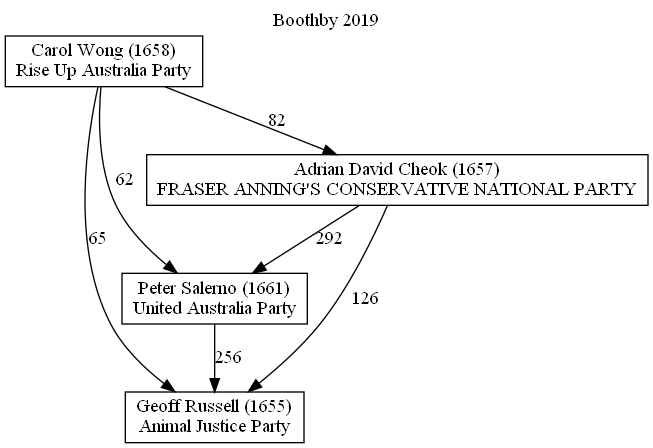 Boothby 2019
Carol Wong (1658)
Rise Up Australia Party
82
Adrian David Cheok (1657)
FRASER ANNING'S CONSERVATIVE NATIONAL PARTY
62
65
292
Peter Salerno (1661)
United Australia Party
126
256
Geoff Russell (1655)
Animal Justice Party